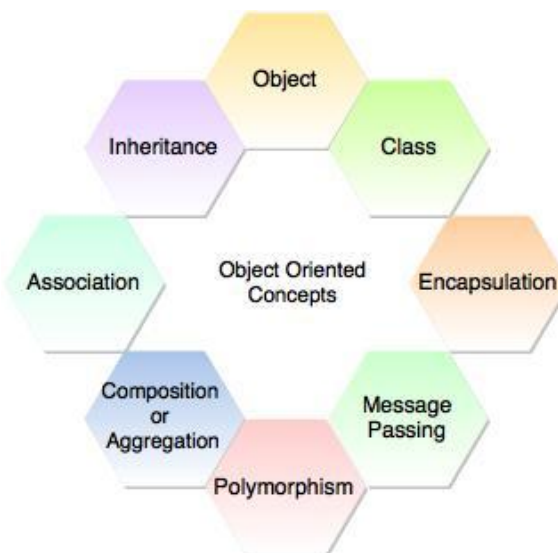 Object
Class
Encapsulation
Message
Passing
Polymorphism
Composition
or
Aggregation
Association
Inheritance
Object Oriented
Concepts